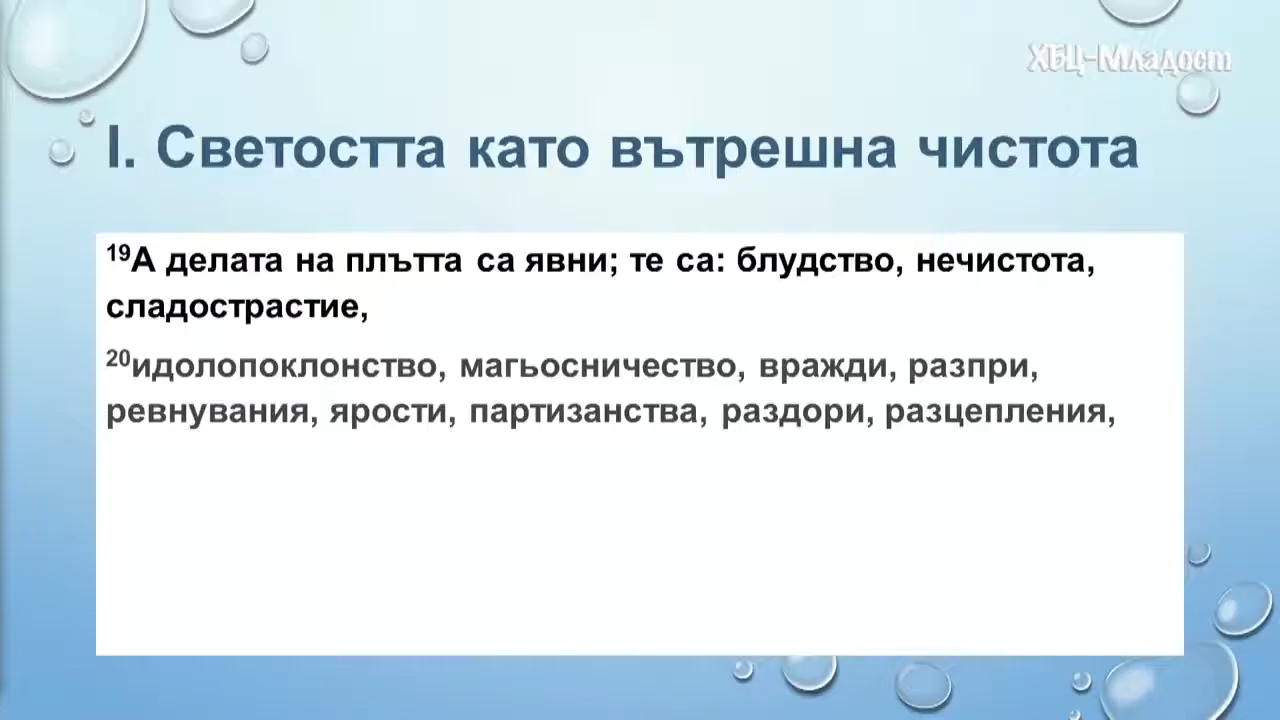 ХБЦ-Младост
I. Светостта като вътрешна чистота
¹⁹А делата на плътта са явни; те са: блудство, нечистота,
сладострастие,
²⁰идолопоклонство, магьосничество, вражди, разпри,
ревнувания, ярости, партизанства, раздори, разцепления,